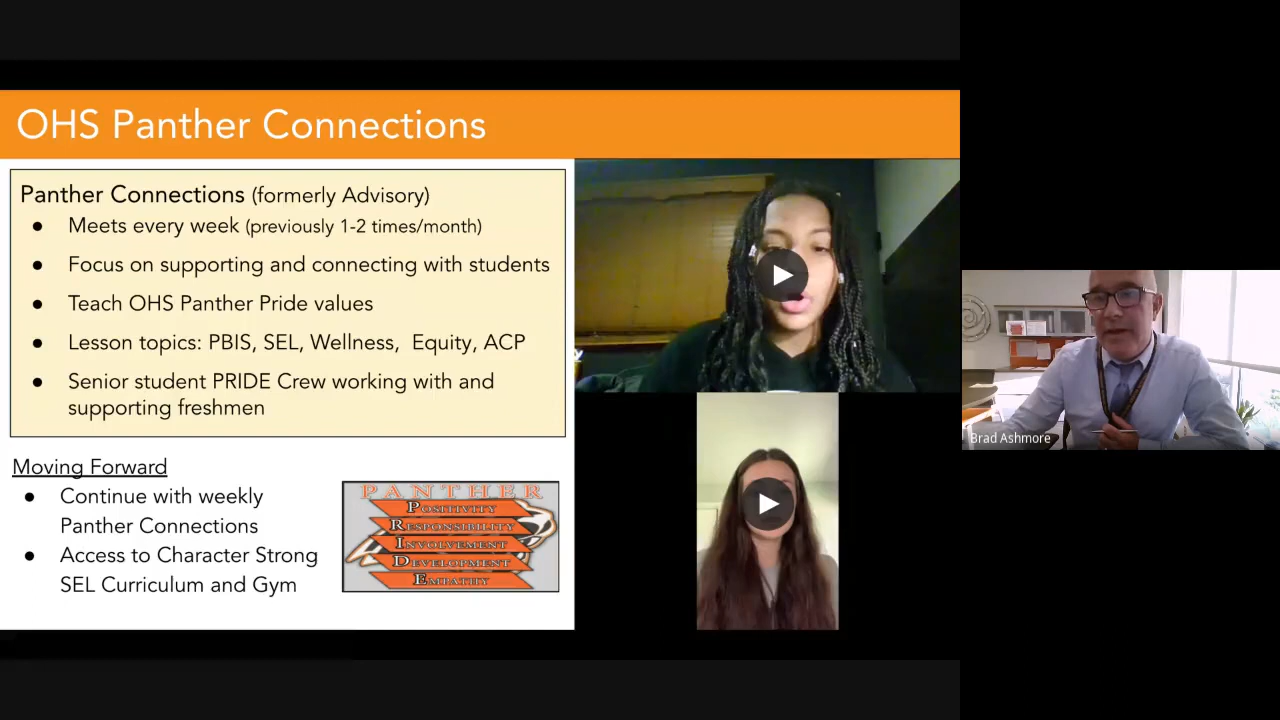 OHS Panther Connections
Panther Connections (formerly Advisory)
● Meets every week (previously 1-2 times/month)
● Focus on supporting and connecting with students
● Teach OHS Panther Pride values
● Lesson topics: PBIS, SEL, Wellness, Equity, ACP
● Senior student PRIDE Crew working with and
supporting freshmen
Moving Forward
● Continue with weekly
Panther Connections
● Access to Character Strong
SEL Curriculum and Gym
PANTHER
POSITIVITY
RESPONSIBILITY
INVOLVEMENT
DEVELOPMENT
EMPATHY
Brad Ashmore